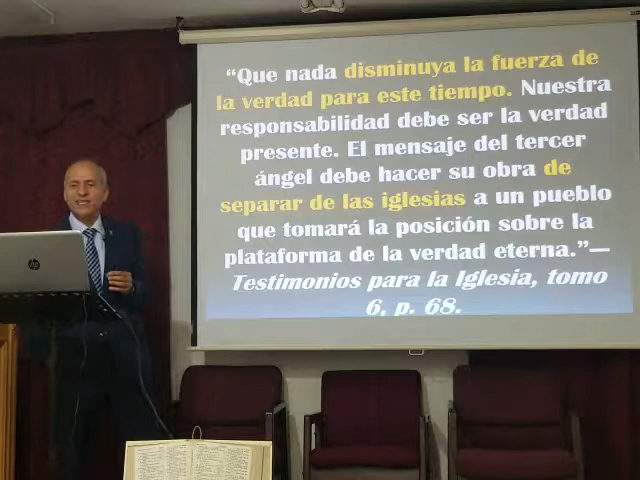 “Que nada disminuya la fuerza de
la verdad para este tiempo. Nuestra
responsabilidad debe ser la verdad
presente. El mensaje del tercer
ángel debe hacer su obra de
separar de las iglesias a un pueblo
que tomará la posición sobre la
plataforma de la verdad eterna.”—
Testimonios para la Iglesia, tomo
6, p. 68.
hp